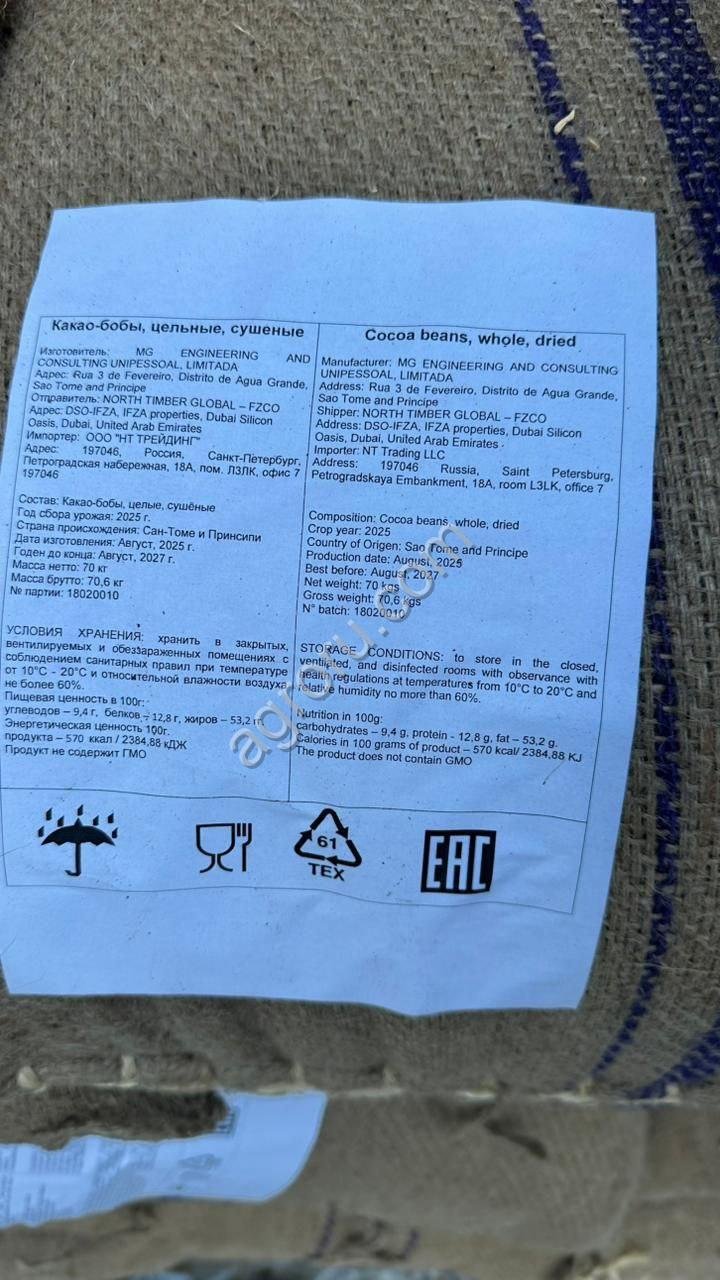 Какао-бобы, цельные, сушеные
Изготовитель: MG ENGINEERING AND
CONSULTING UNIPESSOAL, LIMITADA
Адрес: Rua 3 de Fevereiro, Distrito de Agua Grande,
Sao Tome and Principe
Отправитель: NORTH TIMBER GLOBAL – FZCO
Адрес: DSO-IFZA, IFZA properties, Dubai Silicon
Oasis, Dubai, United Arab Emirates
Импортер: ООО "НТ ТРЕЙДИНГ"
Адрес: 197046, Россия, Санкт-Петербург,
Петроградская набережная, 18А, пом. ЛЗЛК, офис 7
197046
Состав: Какао-бобы, целые, сушёные
Год сбора урожая: 2025 г.
Страна происхождения: Сан-Томе и Принсипи
Дата изготовления: Август, 2025 г.
Годен до конца: Август, 2027 г.
Масса нетто: 70 кг
Масса брутто: 70,6 кг
№ партии: 18020010
УСЛОВИЯ ХРАНЕНИЯ: хранить в закрытых,
вентилируемых и обеззараженных помещениях с
соблюдением санитарных правил при температуре
от 10°C - 20°C и относительной влажности воздуха
не более 60%.
Пищевая ценность в 100г:
углеводов – 9,4 г, белков – 12,8 г, жиров – 53,2 г.
Энергетическая ценность 100г.
продукта – 570 ккал / 2384,88 кДЖ
Продукт не содержит ГМО
Cocoa beans, whole, dried
Manufacturer: MG ENGINEERING AND CONSULTING
UNIPESSOAL, LIMITADA
Address: Rua 3 de Fevereiro, Distrito de Agua Grande,
Sao Tome and Principe
Shipper: NORTH TIMBER GLOBAL – FZCO
Address: DSO-IFZA, IFZA properties, Dubai Silicon
Oasis, Dubai, United Arab Emirates
Importer: NT Trading LLC
Address: 197046 Russia, Saint Petersburg,
Petrogradskaya Embankment, 18A, room L3LK, office 7
Composition: Cocoa beans, whole, dried
Crop year: 2025
Country of Origin: Sao Tome and Principe
Production date: August, 2025
Best before: August, 2027
Net weight: 70 kgs
Gross weight: 70,6 kgs
N° batch: 18020010
STORAGE CONDITIONS: to store in the closed,
ventilated, and disinfected rooms with observance with
health regulations at temperatures from 10°C to 20°C and
relative humidity no more than 60%.
Nutrition in 100g:
carbohydrates – 9,4 g, protein - 12,8 g, fat – 53,2 g.
Calories in 100 grams of product – 570 kcal/ 2384,88 KJ
The product does not contain GMO
61
TEX
EAC
agroru.com